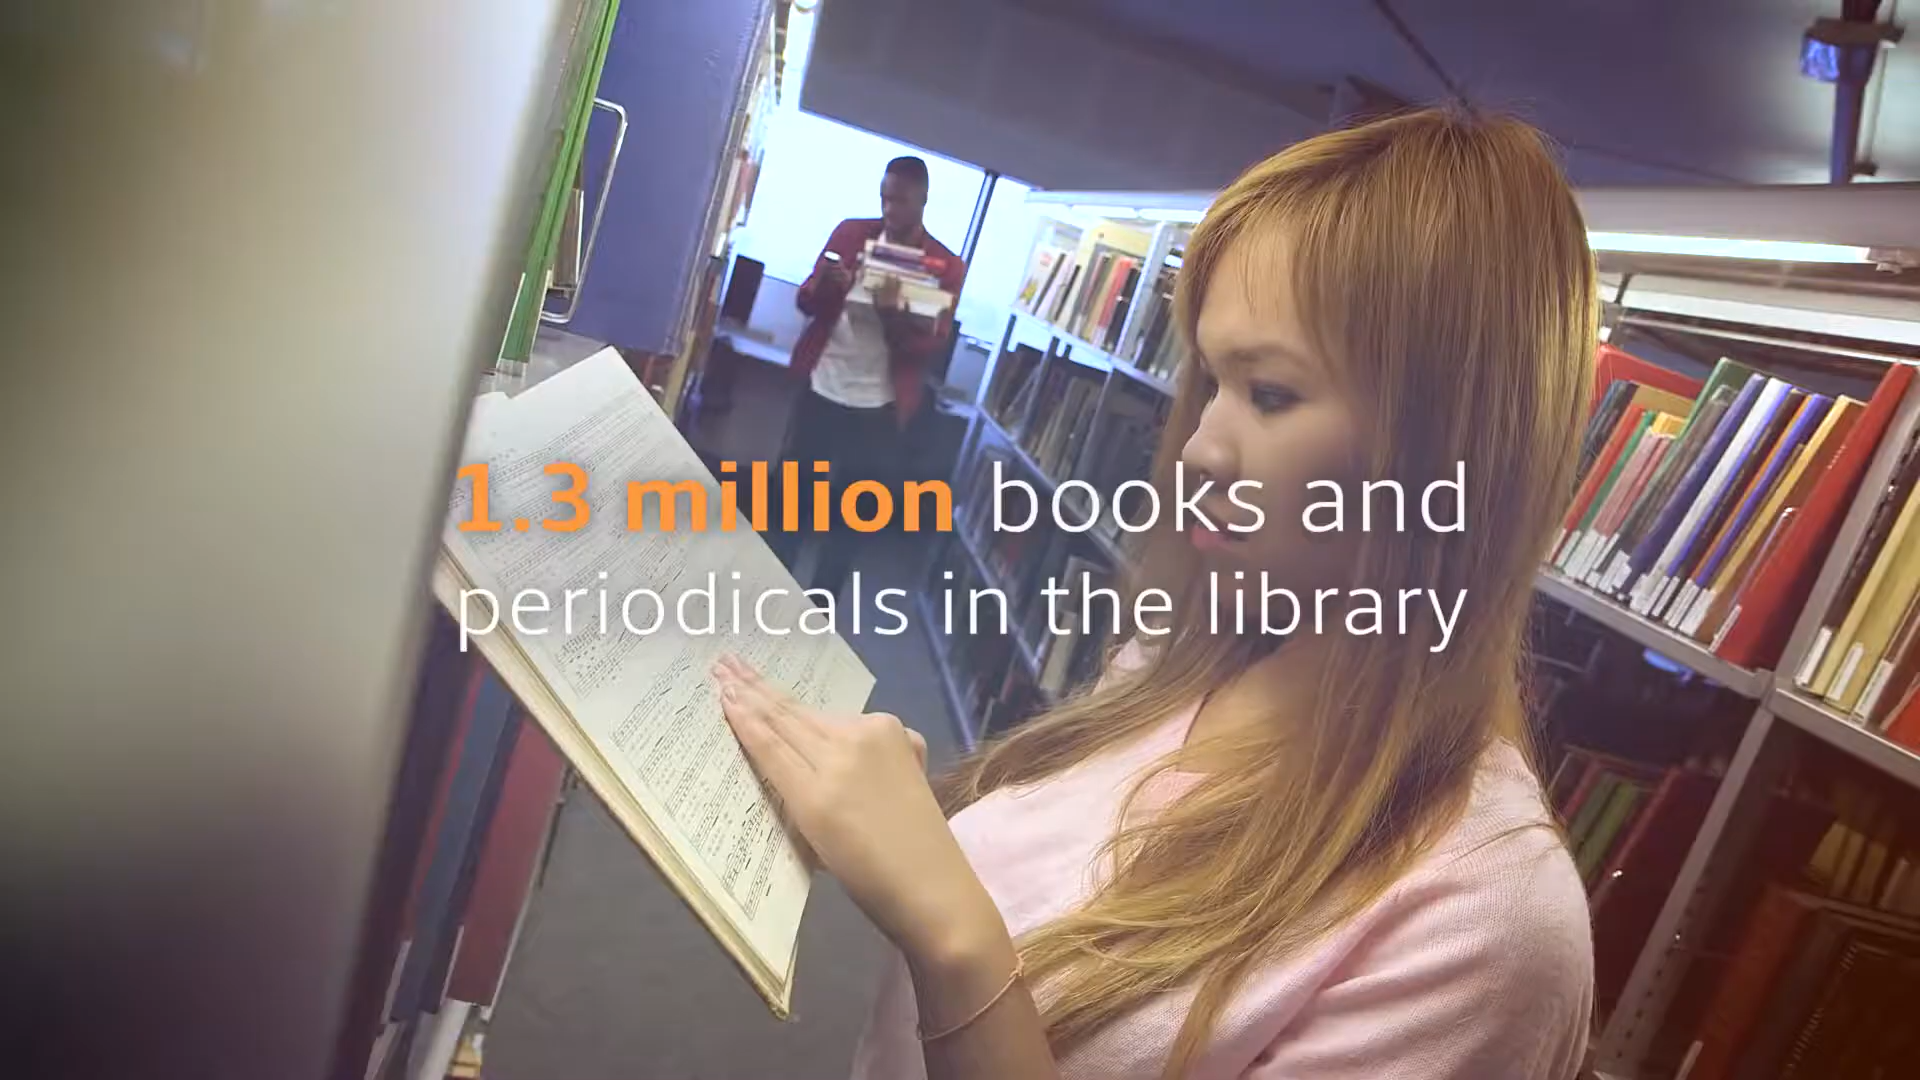 1.3 million books and
periodicals in the library